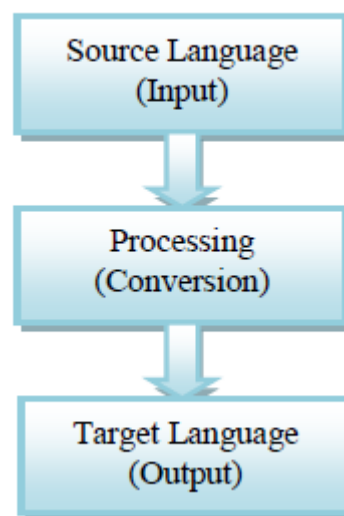 Source Language
(Input)
Processing
(Conversion)
Target Language
(Output)